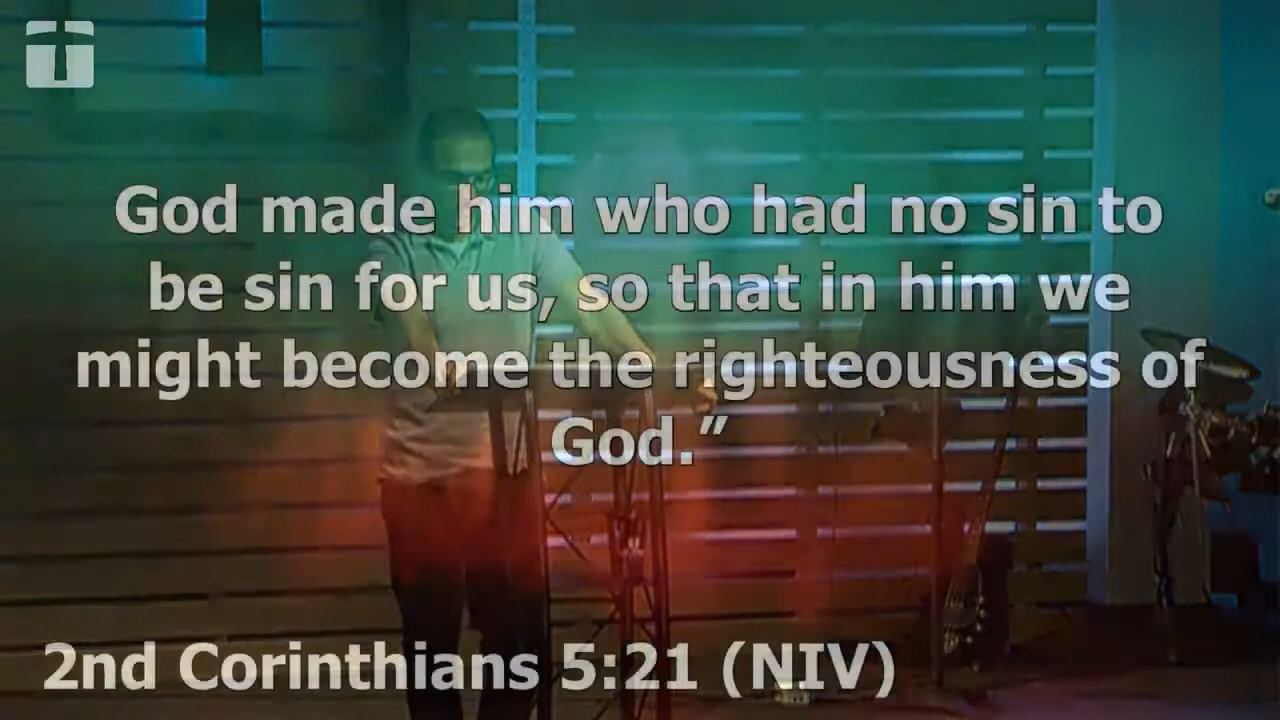 God made him who had no sin to
be sin for us, so that in him we
might become the righteousness of
God.”
2nd Corinthians 5:21 (NIV)